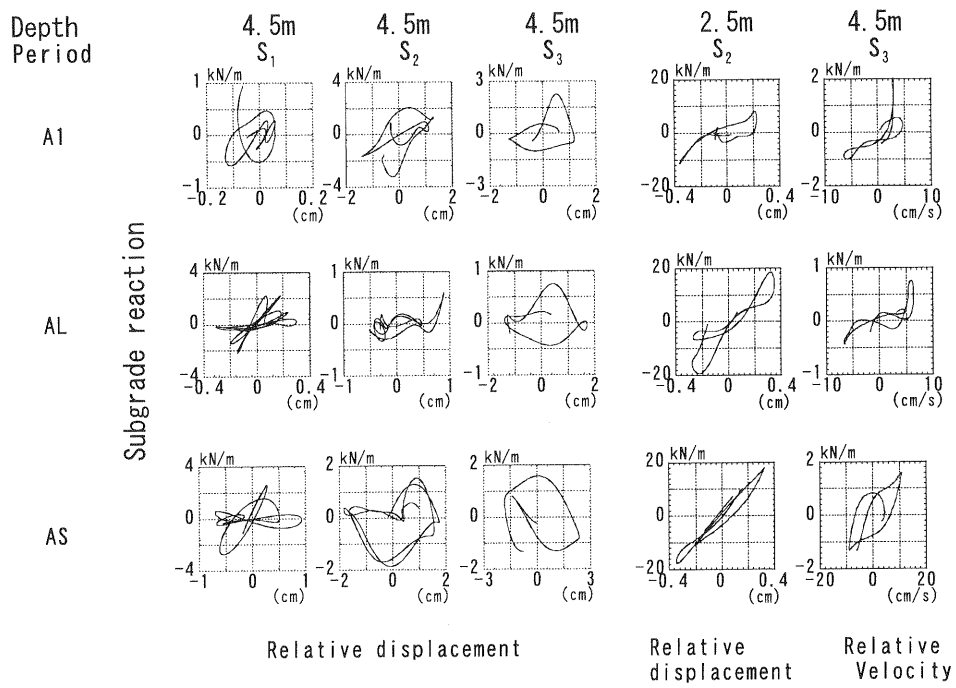 Depth 4.5m 4.5m 4.5m 2.5m 4.5m
Period S1 S2 S3 S2 S3
A1
kN/m kN/m kN/m kN/m kN/m
1 4 3 20 2
0 0 0 0 0
-1 -4 -3 -20 -2
-0.2 0 0.2 -2 0 2 -2 0 2 -0.4 0 0.4 -10 0 10
(cm) (cm) (cm) (cm) (cm/s)
Subgrade reaction
AL
kN/m kN/m kN/m kN/m kN/m
4 1 1 20 1
0 0 0 0 0
-4 -1 -1 -20 -1
-0.4 0 0.4 -1 0 1 -2 0 2 -0.4 0 0.4 -10 0 10
(cm) (cm) (cm) (cm) (cm/s)
AS
kN/m kN/m kN/m kN/m kN/m
4 2 2 20 2
0 0 0 0 0
-4 -2 -2 -20 -2
-1 0 1 -2 0 2 -3 0 3 -0.4 0 0.4 -20 0 20
(cm) (cm) (cm) (cm) (cm/s)
Relative displacement Relative displacement Relative Velocity